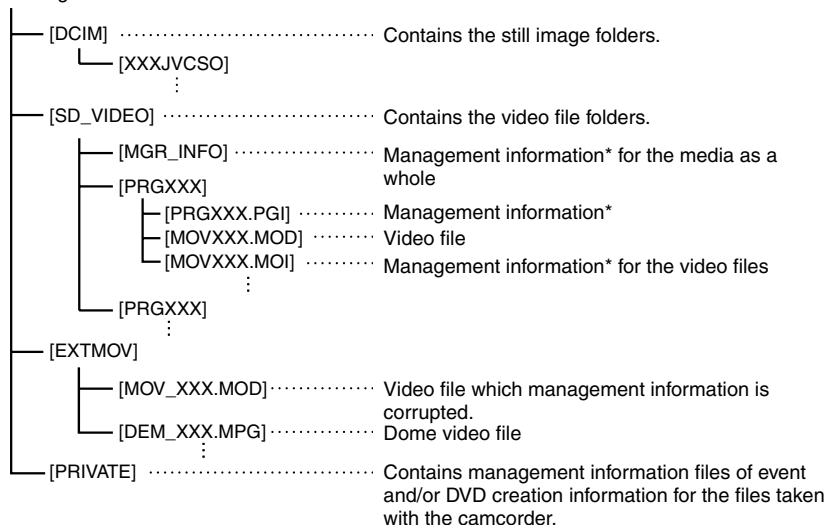 [DCIM] Contains the still image folders.
[XXXJVCSO]
[SD_VIDEO] Contains the video file folders.
[MGR_INFO] Management information* for the media as a
whole
[PRGXXX]
[PRGXXX.PGI] Management information*
[MOVXXX.MOD] Video file
[MOVXXX.MOI] Management information* for the video files
[PRGXXX]
[EXTMOV]
[MOV_XXX.MOD] Video file which management information is
corrupted.
[DEM_XXX.MPG] Dome video file
[PRIVATE] Contains management information files of event
and/or DVD creation information for the files taken
with the camcorder.